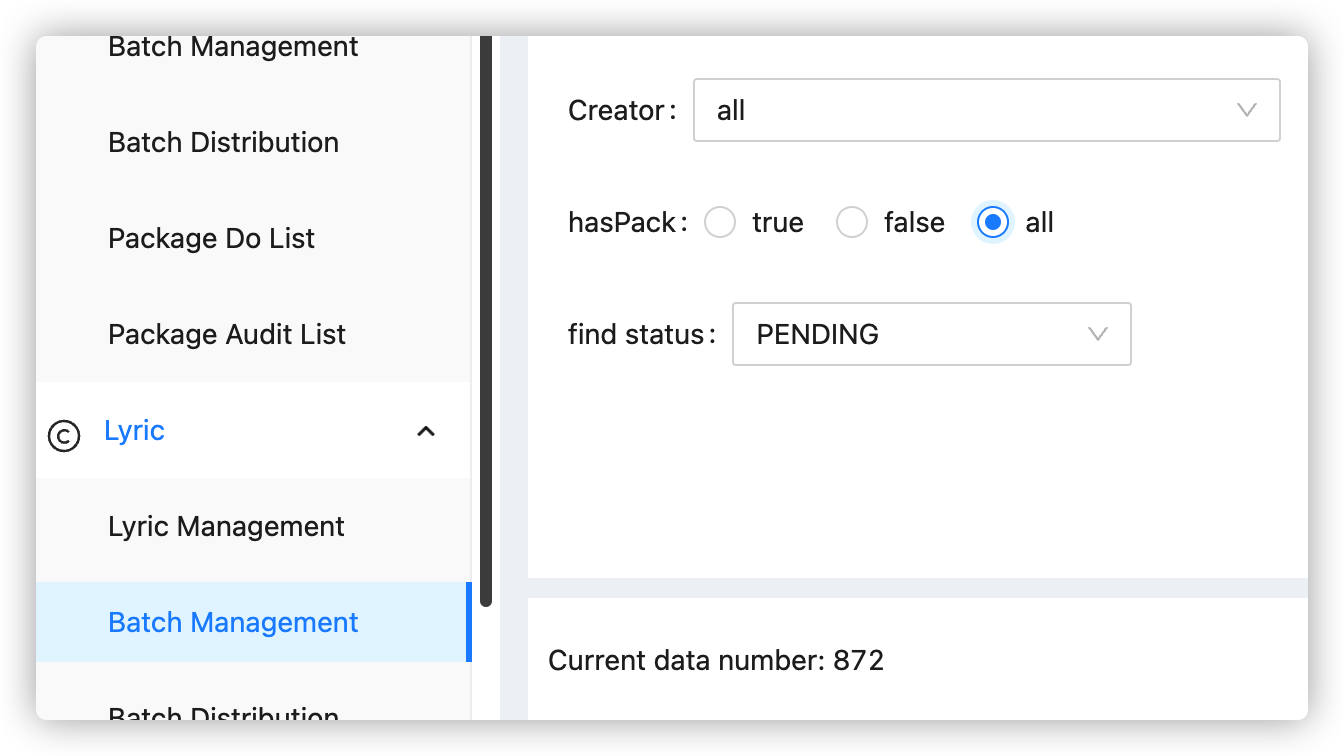 Batch Management
Batch Distribution
Package Do List
Package Audit List
Lyric
Lyric Management
Batch Management
Batch Distribution
Creator: all
hasPack: true false all
find status: PENDING
Current data number: 872